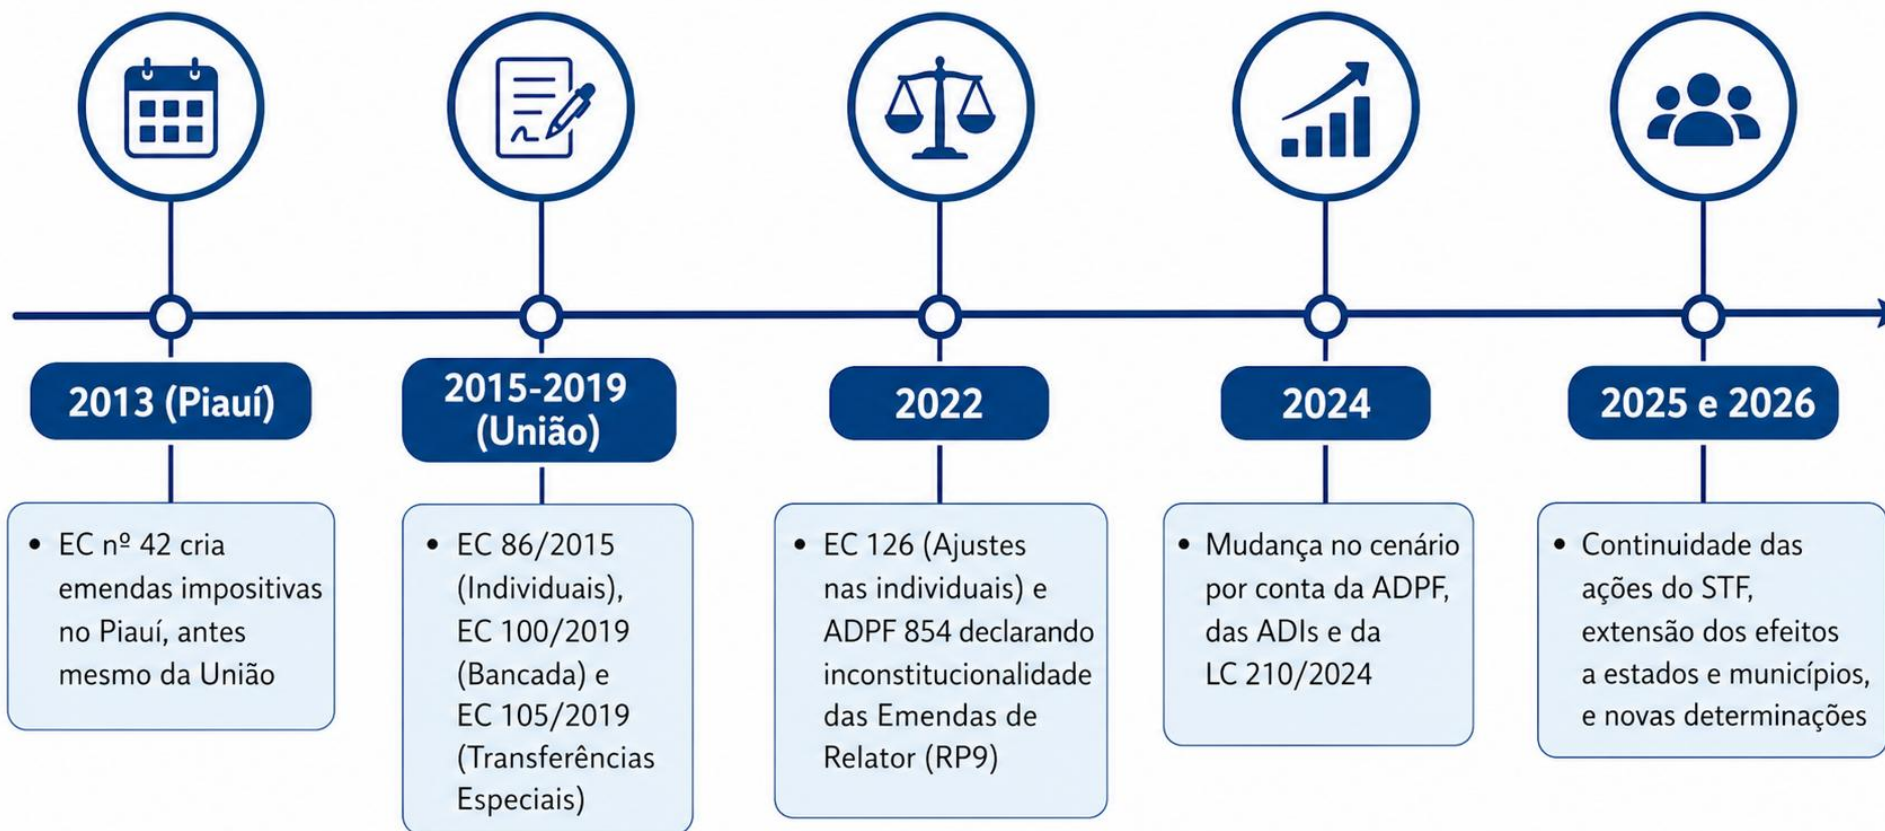 2013 (Piauí)
• EC nº 42 cria
emendas impositivas
no Piauí, antes
mesmo da União
2015-2019
(União)
• EC 86/2015
(Individuais),
EC 100/2019
(Bancada) e
EC 105/2019
(Transferências
Especiais)
2022
• EC 126 (Ajustes
nas individuais) e
ADPF 854 declarando
inconstitucionalidade
das Emendas de
Relator (RP9)
2024
• Mudança no cenário
por conta da ADPF,
das ADIs e da
LC 210/2024
2025 e 2026
• Continuidade das
ações do STF,
extensão dos efeitos
a estados e municípios,
e novas determinações